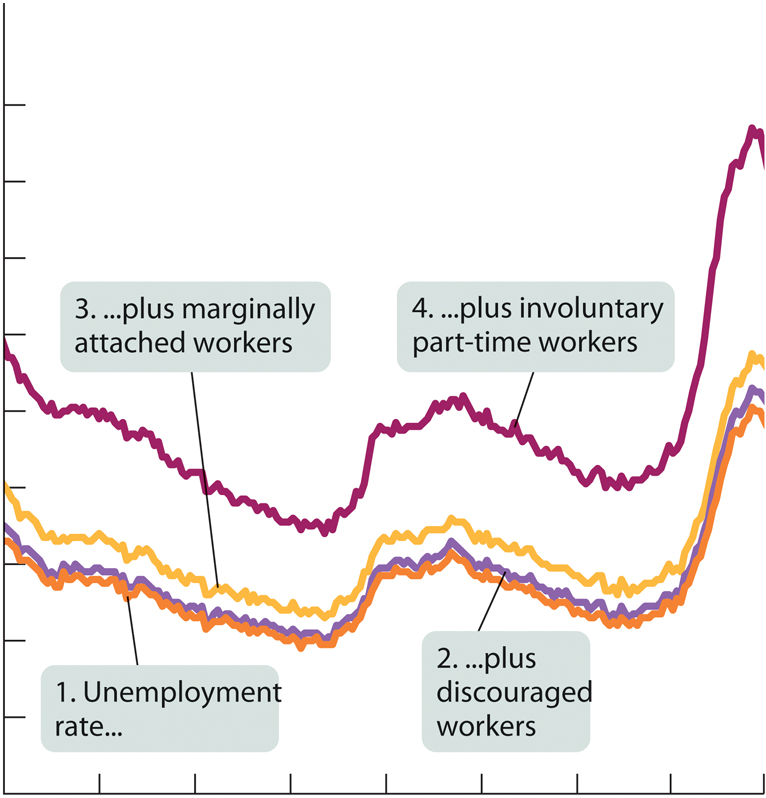 3. ...plus marginally
attached workers
4. ...plus involuntary
part-time workers
1. Unemployment
rate...
2. ...plus
discouraged
workers